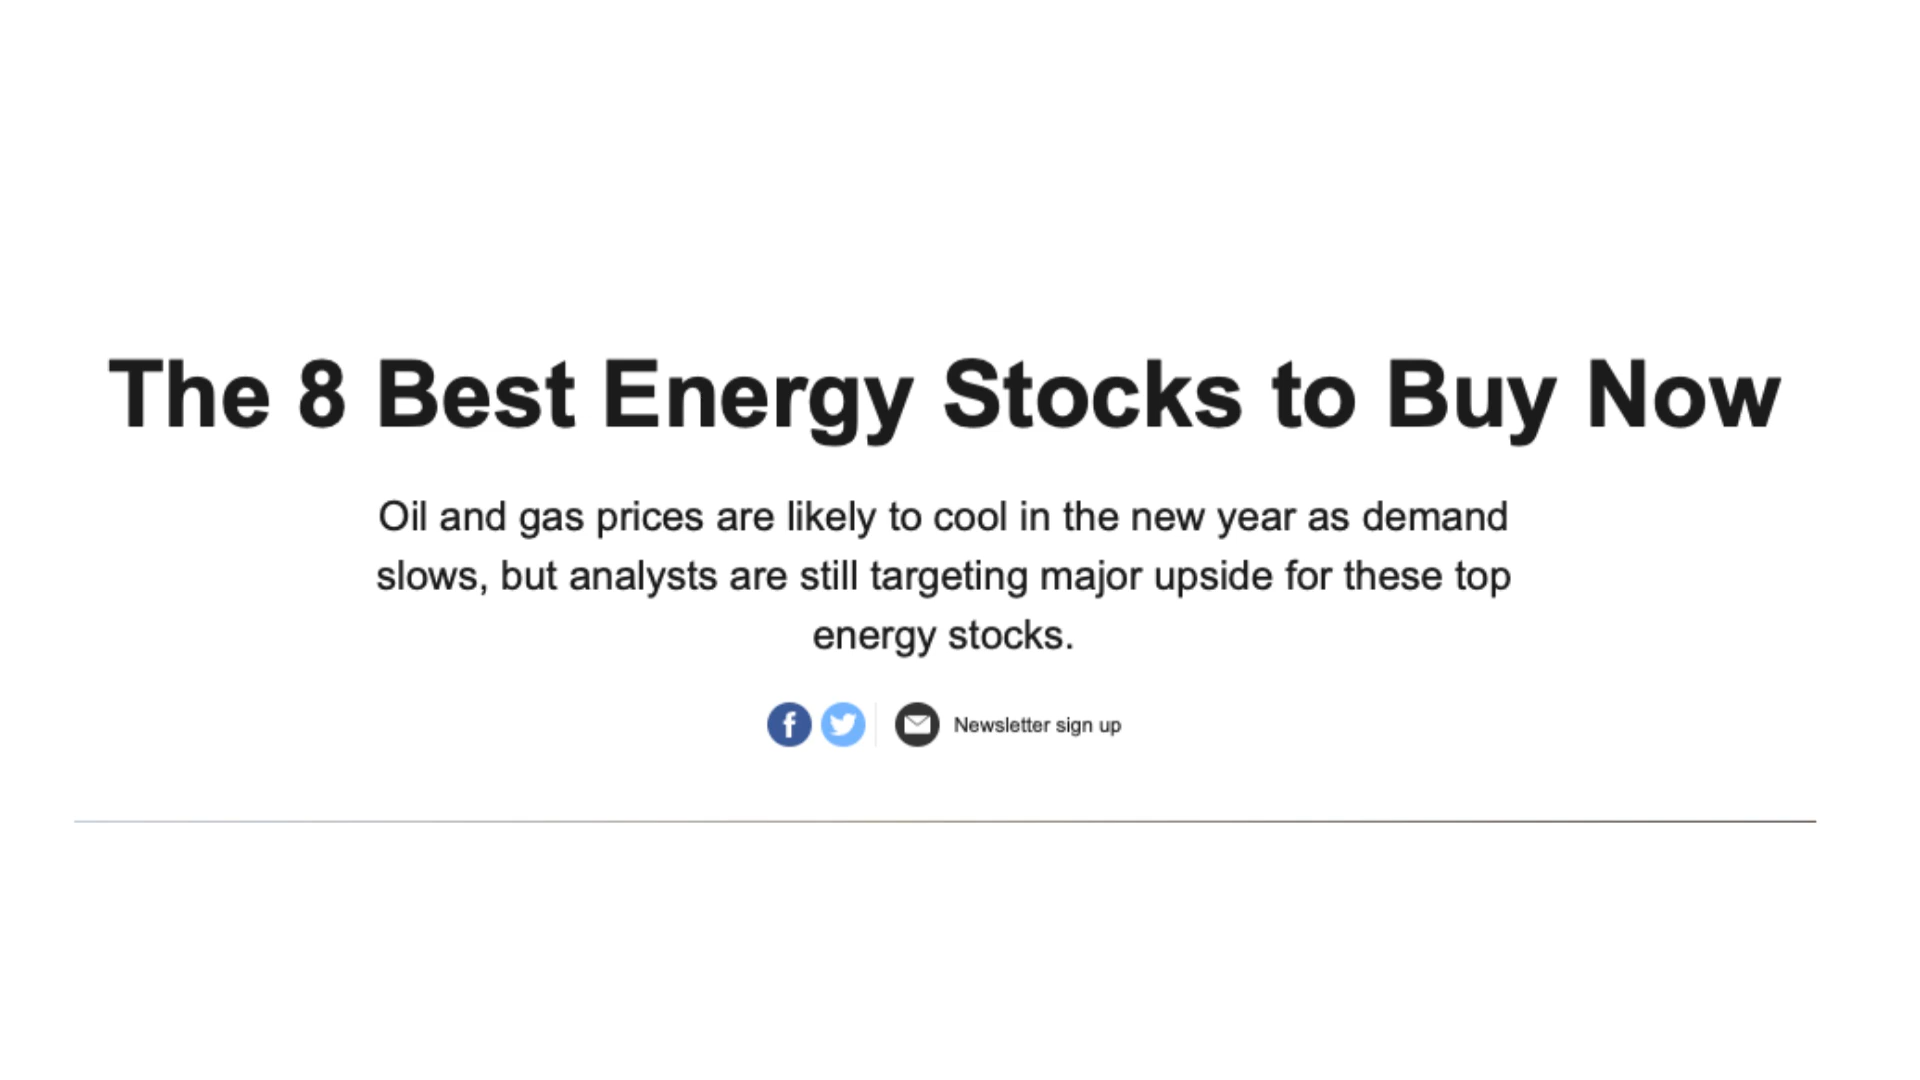 The 8 Best Energy Stocks to Buy Now
Oil and gas prices are likely to cool in the new year as demand
slows, but analysts are still targeting major upside for these top
energy stocks.
f Newsletter sign up